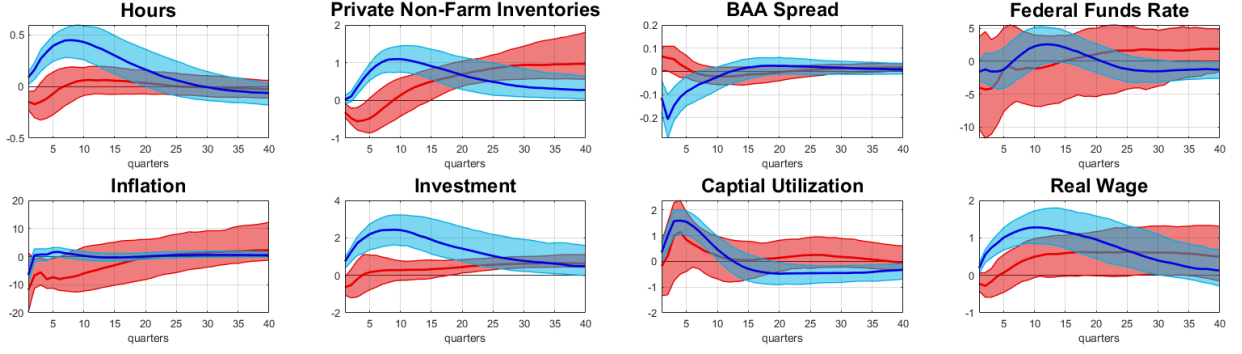 Hours
0.5
0
-0.5
5 10 15 20 25 30 35 40
quarters
Private Non-Farm Inventories
2
1
0
-1
5 10 15 20 25 30 35 40
quarters
BAA Spread
0.2
0.1
0
-0.1
-0.2
5 10 15 20 25 30 35 40
quarters
Federal Funds Rate
5
0
-5
-10
5 10 15 20 25 30 35 40
quarters
Inflation
20
10
0
-10
-20
5 10 15 20 25 30 35 40
quarters
Investment
4
2
0
-2
5 10 15 20 25 30 35 40
quarters
Captial Utilization
2
1
0
-1
-2
5 10 15 20 25 30 35 40
quarters
Real Wage
2
1
0
-1
5 10 15 20 25 30 35 40
quarters